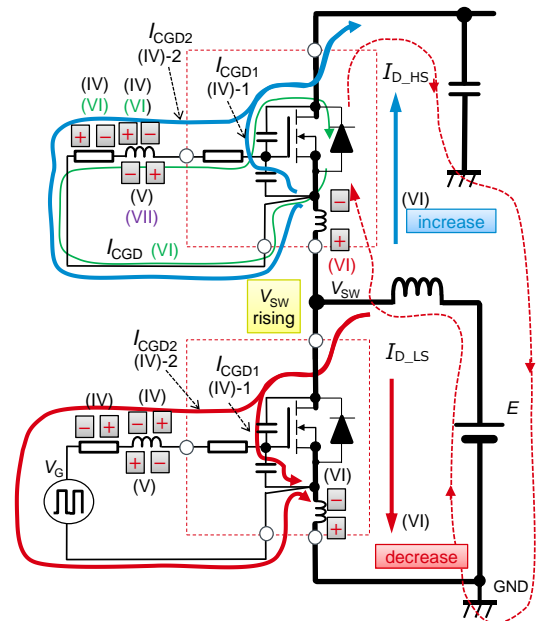 I_CGD2
(IV)-2
I_CGD1
(IV)-1
I_D_HS
(IV) (IV)
(VI) (VI)
+ − + −
− +
(V)
(VII)
I_CGD (VI)
−
+
(VI)
(VI)
increase
V_SW
rising
V_SW
I_CGD2
(IV)-2
I_CGD1
(IV)-1
I_D_LS
(IV) (IV)
− + − +
+ −
(V)
V_G
E
(VI)
−
+
(VI)
decrease
GND